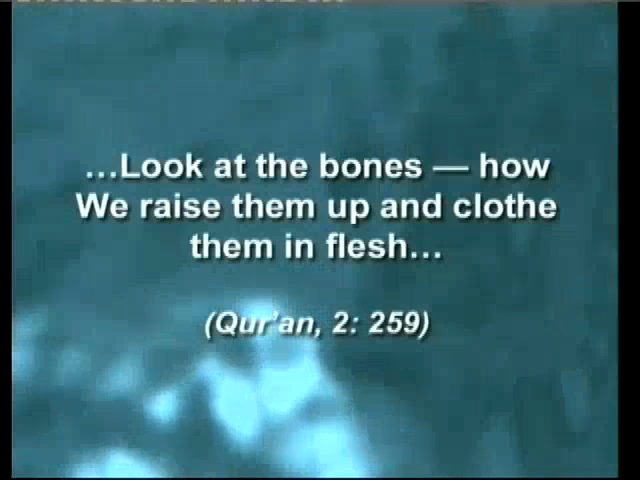 …Look at the bones — how
We raise them up and clothe
them in flesh…
(Qur'an, 2: 259)